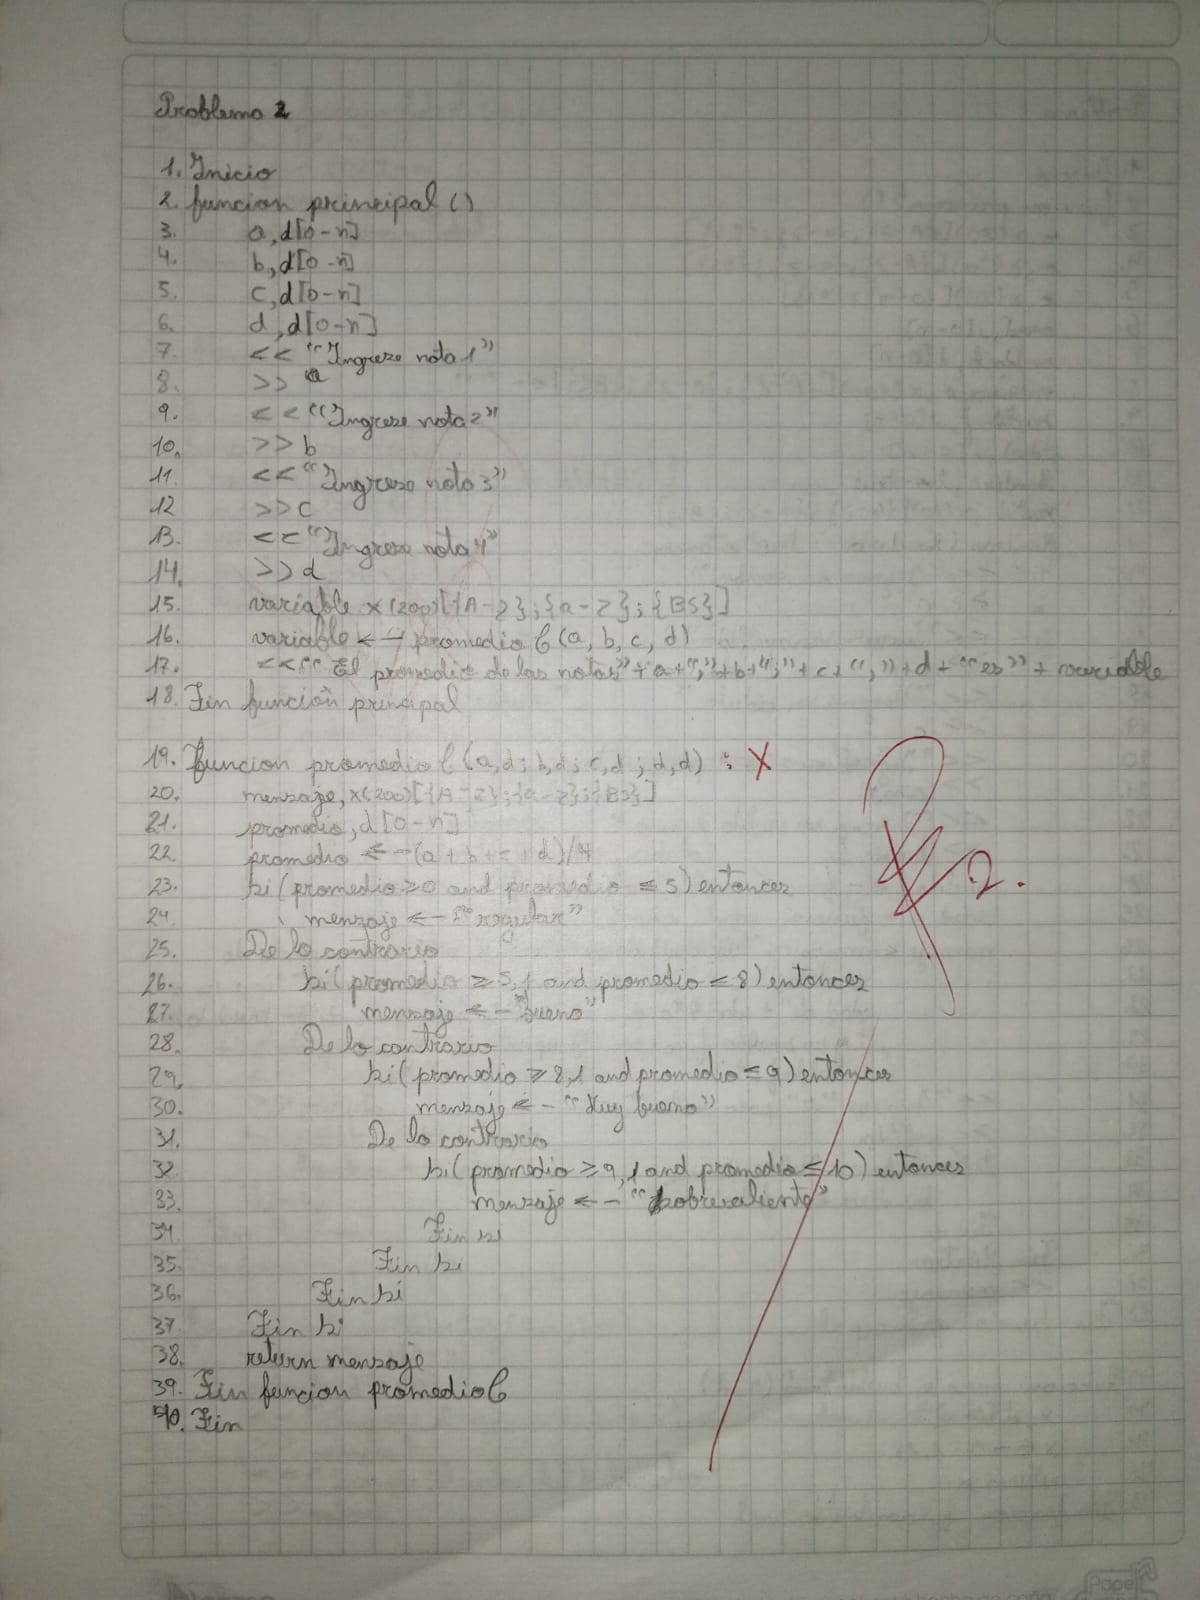 Problema 2
1. Inicio
2. funcion principal ()
3. a, d[0-n]
4. b, d[0-n]
5. c, d[0-n]
6. d, d[0-n]
7. << "Ingrese nota 1"
8. >> a
9. << "Ingrese nota 2"
10. >> b
11. << "Ingrese nota 3"
12 >> c
13. << "Ingrese nota 4"
14. >> d
15. variable x(200)[{A-Z};{a-z};{BS}]
16. variable <- promedio C(a, b, c, d)
17. << "El promedio de las notas" + a + "," + b + "," + c + "," + d + "es" + variable
18. Fin función principal
19. funcion promedio C(a,d; b,d; c,d; d,d) : X
20. mensaje, x(200)[{A-Z};{a-z};{BS}]
21. promedio, d[0-n]
22. promedio <- (a + b + c + d)/4
23. si (promedio ≥ 0 and promedio ≤ 5) entonces
24. mensaje <- "regular"
25. De lo contrario
26. si (promedio ≥ 5,1 and promedio ≤ 8) entonces
27. mensaje <- "bueno"
28. De lo contrario
29. si (promedio ≥ 8,1 and promedio ≤ 9) entonces
30. mensaje <- "Muy bueno"
31. De lo contrario
32. si (promedio ≥ 9,1 and promedio ≤ 10) entonces
33. mensaje <- "sobresaliente"
34. Fin si
35. Fin si
36. Fin si
37 Fin si
38. return mensaje
39. Fin funcion promedio C
40. Fin
2.
Papel